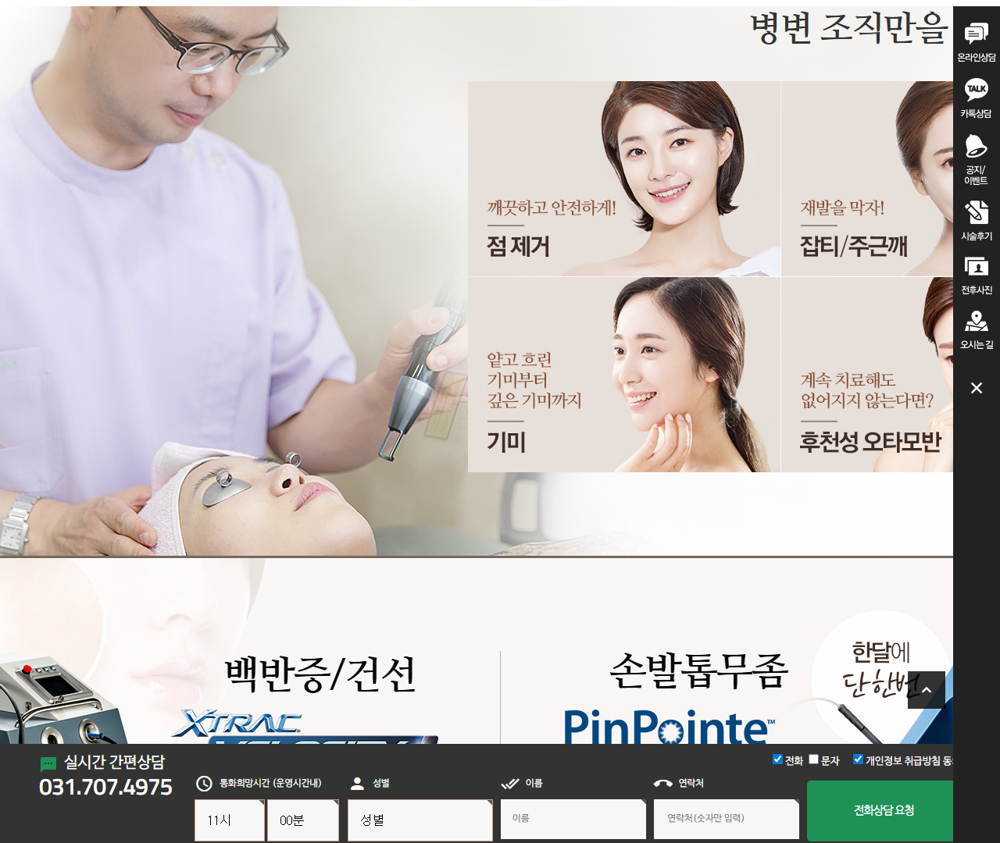 병변 조직만을
온라인상담
카톡상담
공지/
이벤트
시술후기
전후사진
오시는 길
TALK
깨끗하고 안전하게!
점 제거
재발을 막자!
잡티/주근깨
얕고 흐린
기미부터
깊은 기미까지
기미
계속 치료해도
없어지지 않는다면?
후천성 오타모반
백반증/건선
XTRAC
손발톱무좀
PinPointe™
한달에
단 한번
실시간 간편상담
031.707.4975
통화희망시간 (운영시간내)
11시
00분
성별
성별
이름
이름
연락처
연락처(숫자만 입력)
전화
문자
개인정보 취급방침
전화상담 요청